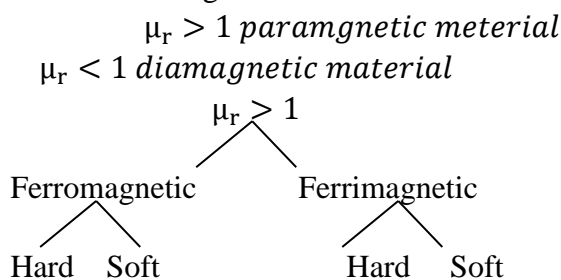 μr > 1 paramgnetic meterial
μr < 1 diamagnetic material
μr > 1
Ferromagnetic Ferrimagnetic
Hard Soft Hard Soft